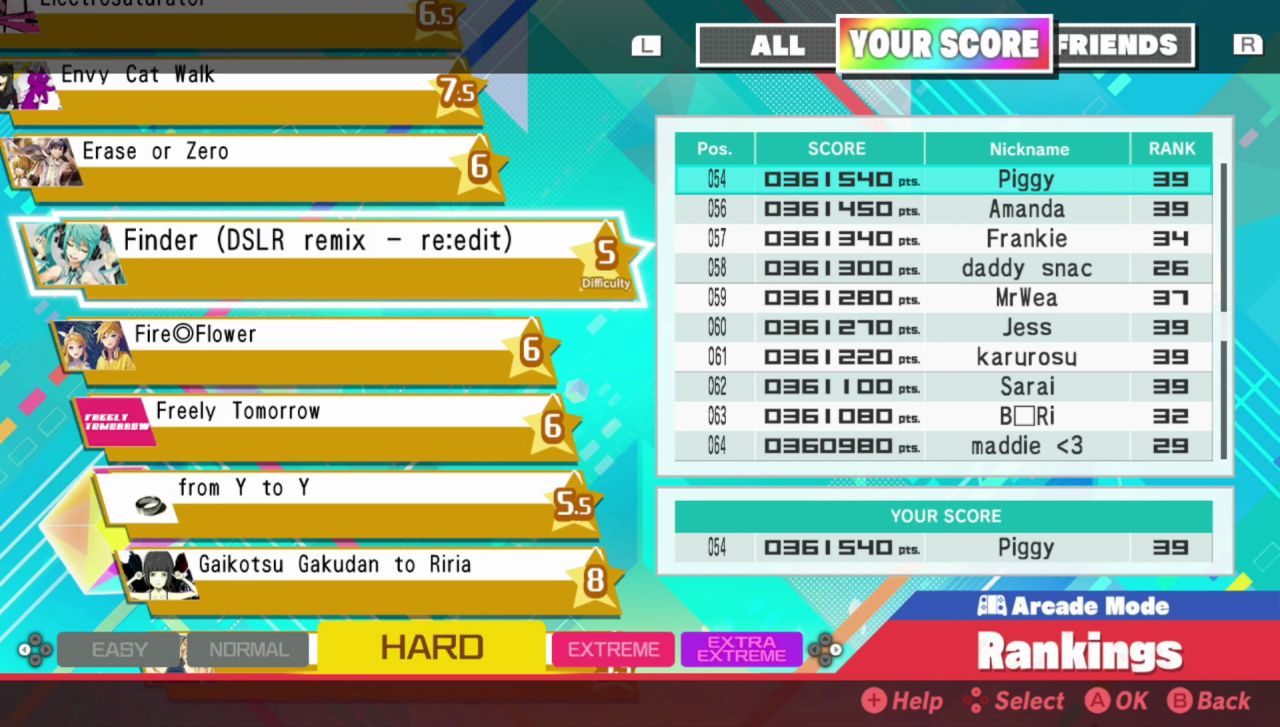 Electrosaturator
6.5
Envy Cat Walk
7.5
Erase or Zero
6
Finder (DSLR remix - re:edit)
5
Difficulty
Fire◎Flower
6
FREELY
TOMORROW
Freely Tomorrow
6
from Y to Y
5.5
Gaikotsu Gakudan to Riria
8
L
ALL
YOUR SCORE
FRIENDS
R
Pos. SCORE Nickname RANK
054 0361540 pts. Piggy 39
056 0361450 pts. Amanda 39
057 0361340 pts. Frankie 34
058 0361300 pts. daddy snac 26
059 0361280 pts. MrWea 37
060 0361270 pts. Jess 39
061 0361220 pts. karurosu 39
062 0361100 pts. Sarai 39
063 0361080 pts. B□Ri 32
064 0360980 pts. maddie <3 29
YOUR SCORE
054 0361540 pts. Piggy 39
EASY
NORMAL
HARD
EXTREME
EXTRA
EXTREME
Arcade Mode
Rankings
+ Help
Select
A OK
B Back